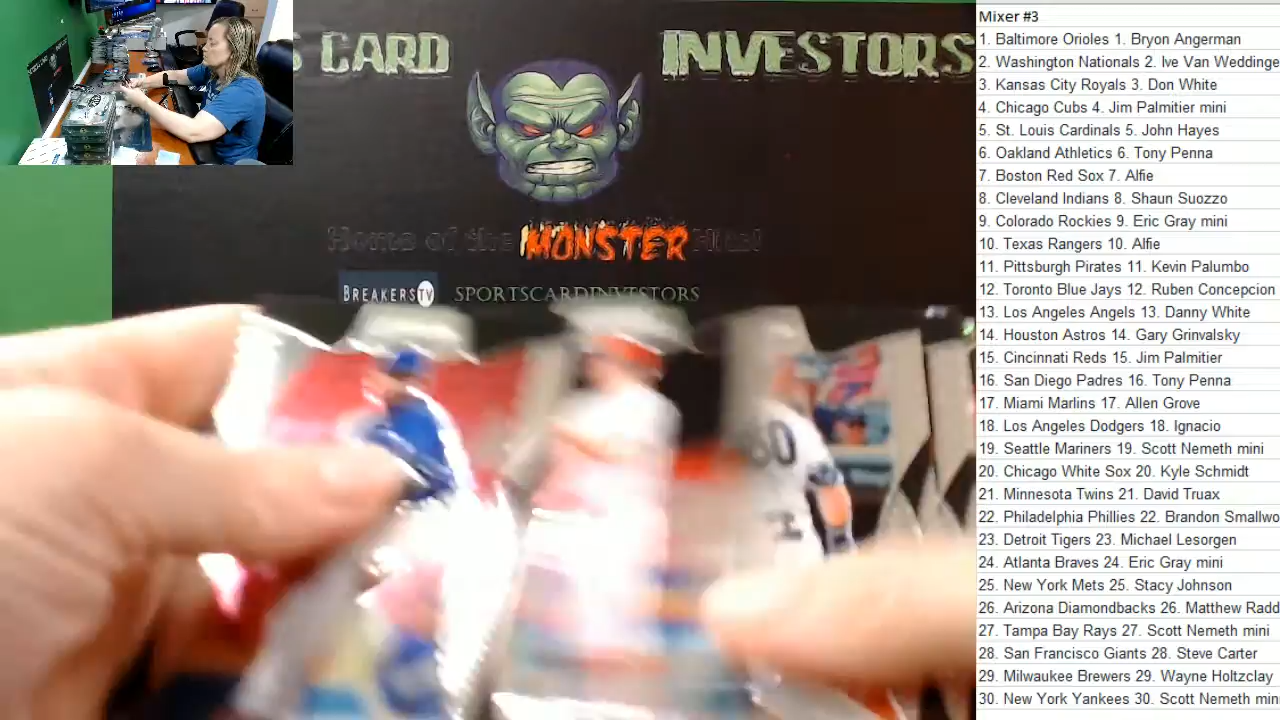 S CARD INVESTORS
Home of the MONSTER Hits!
BREAKERSTV SPORTSCARDINVSTORS
Mixer #3
1. Baltimore Orioles 1. Bryon Angerman
2. Washington Nationals 2. Ive Van Weddinge
3. Kansas City Royals 3. Don White
4. Chicago Cubs 4. Jim Palmitier mini
5. St. Louis Cardinals 5. John Hayes
6. Oakland Athletics 6. Tony Penna
7. Boston Red Sox 7. Alfie
8. Cleveland Indians 8. Shaun Suozzo
9. Colorado Rockies 9. Eric Gray mini
10. Texas Rangers 10. Alfie
11. Pittsburgh Pirates 11. Kevin Palumbo
12. Toronto Blue Jays 12. Ruben Concepcion
13. Los Angeles Angels 13. Danny White
14. Houston Astros 14. Gary Grinvalsky
15. Cincinnati Reds 15. Jim Palmitier
16. San Diego Padres 16. Tony Penna
17. Miami Marlins 17. Allen Grove
18. Los Angeles Dodgers 18. Ignacio
19. Seattle Mariners 19. Scott Nemeth mini
20. Chicago White Sox 20. Kyle Schmidt
21. Minnesota Twins 21. David Truax
22. Philadelphia Phillies 22. Brandon Smallwo
23. Detroit Tigers 23. Michael Lesorgen
24. Atlanta Braves 24. Eric Gray mini
25. New York Mets 25. Stacy Johnson
26. Arizona Diamondbacks 26. Matthew Radd
27. Tampa Bay Rays 27. Scott Nemeth mini
28. San Francisco Giants 28. Steve Carter
29. Milwaukee Brewers 29. Wayne Holtzclay
30. New York Yankees 30. Scott Nemeth min